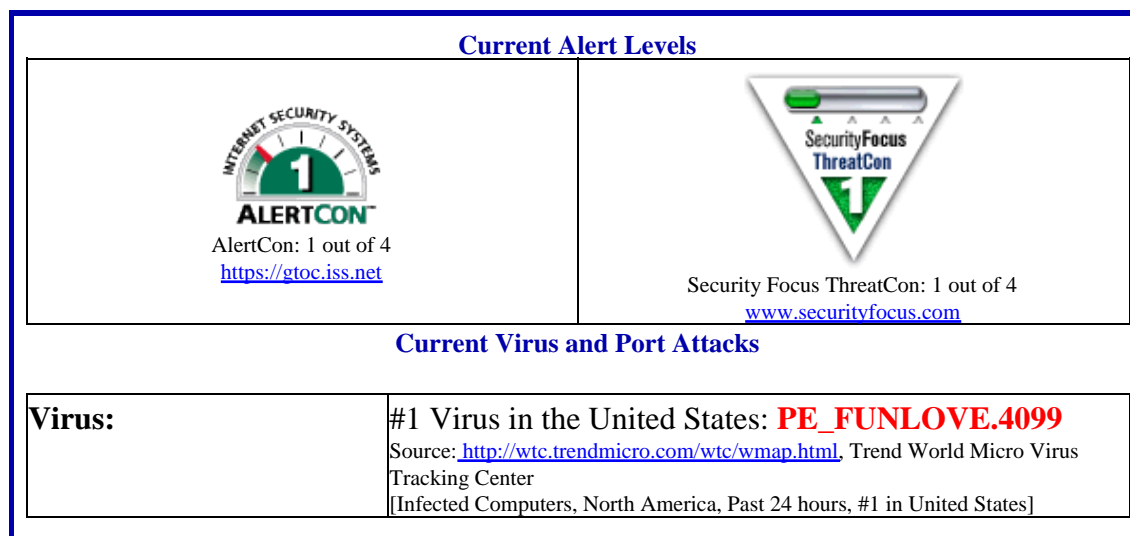 Current Alert Levels
INTERNET SECURITY SYSTEMS
1
ALERTCON™
AlertCon: 1 out of 4
https://gtoc.iss.net
SecurityFocus
ThreatCon
1
Security Focus ThreatCon: 1 out of 4
www.securityfocus.com
Current Virus and Port Attacks
Virus:
#1 Virus in the United States: PE_FUNLOVE.4099
Source: http://wtc.trendmicro.com/wtc/wmap.html, Trend World Micro Virus
Tracking Center
[Infected Computers, North America, Past 24 hours, #1 in United States]